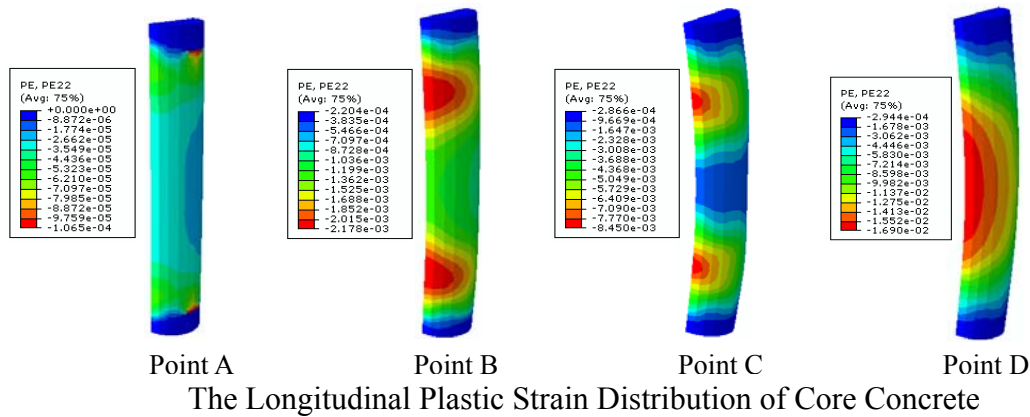 PE, PE22
(Avg: 75%)
+0.000e+00
-8.872e-06
-1.774e-05
-2.662e-05
-3.549e-05
-4.436e-05
-5.323e-05
-6.210e-05
-7.097e-05
-7.985e-05
-8.872e-05
-9.759e-05
-1.065e-04
PE, PE22
(Avg: 75%)
-2.204e-04
-3.835e-04
-5.466e-04
-7.097e-04
-8.728e-04
-1.036e-03
-1.199e-03
-1.362e-03
-1.525e-03
-1.688e-03
-1.852e-03
-2.015e-03
-2.178e-03
PE, PE22
(Avg: 75%)
-2.866e-04
-9.669e-04
-1.647e-03
-2.328e-03
-3.008e-03
-3.688e-03
-4.368e-03
-5.049e-03
-5.729e-03
-6.409e-03
-7.090e-03
-7.770e-03
-8.450e-03
PE, PE22
(Avg: 75%)
-2.944e-04
-1.678e-03
-3.062e-03
-4.446e-03
-5.830e-03
-7.214e-03
-8.598e-03
-9.982e-03
-1.137e-02
-1.275e-02
-1.413e-02
-1.552e-02
-1.690e-02
Point A
Point B
Point C
Point D
The Longitudinal Plastic Strain Distribution of Core Concrete